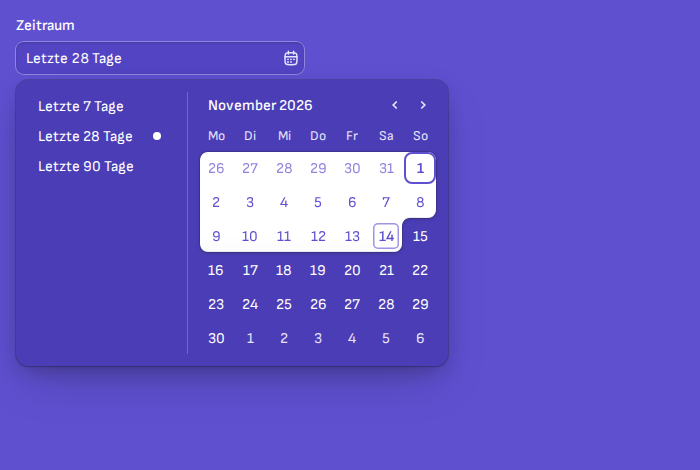 Zeitraum
Letzte 28 Tage
Letzte 7 Tage
Letzte 28 Tage
Letzte 90 Tage
November 2026
Mo Di Mi Do Fr Sa So
26 27 28 29 30 31 1
2 3 4 5 6 7 8
9 10 11 12 13 14 15
16 17 18 19 20 21 22
23 24 25 26 27 28 29
30 1 2 3 4 5 6